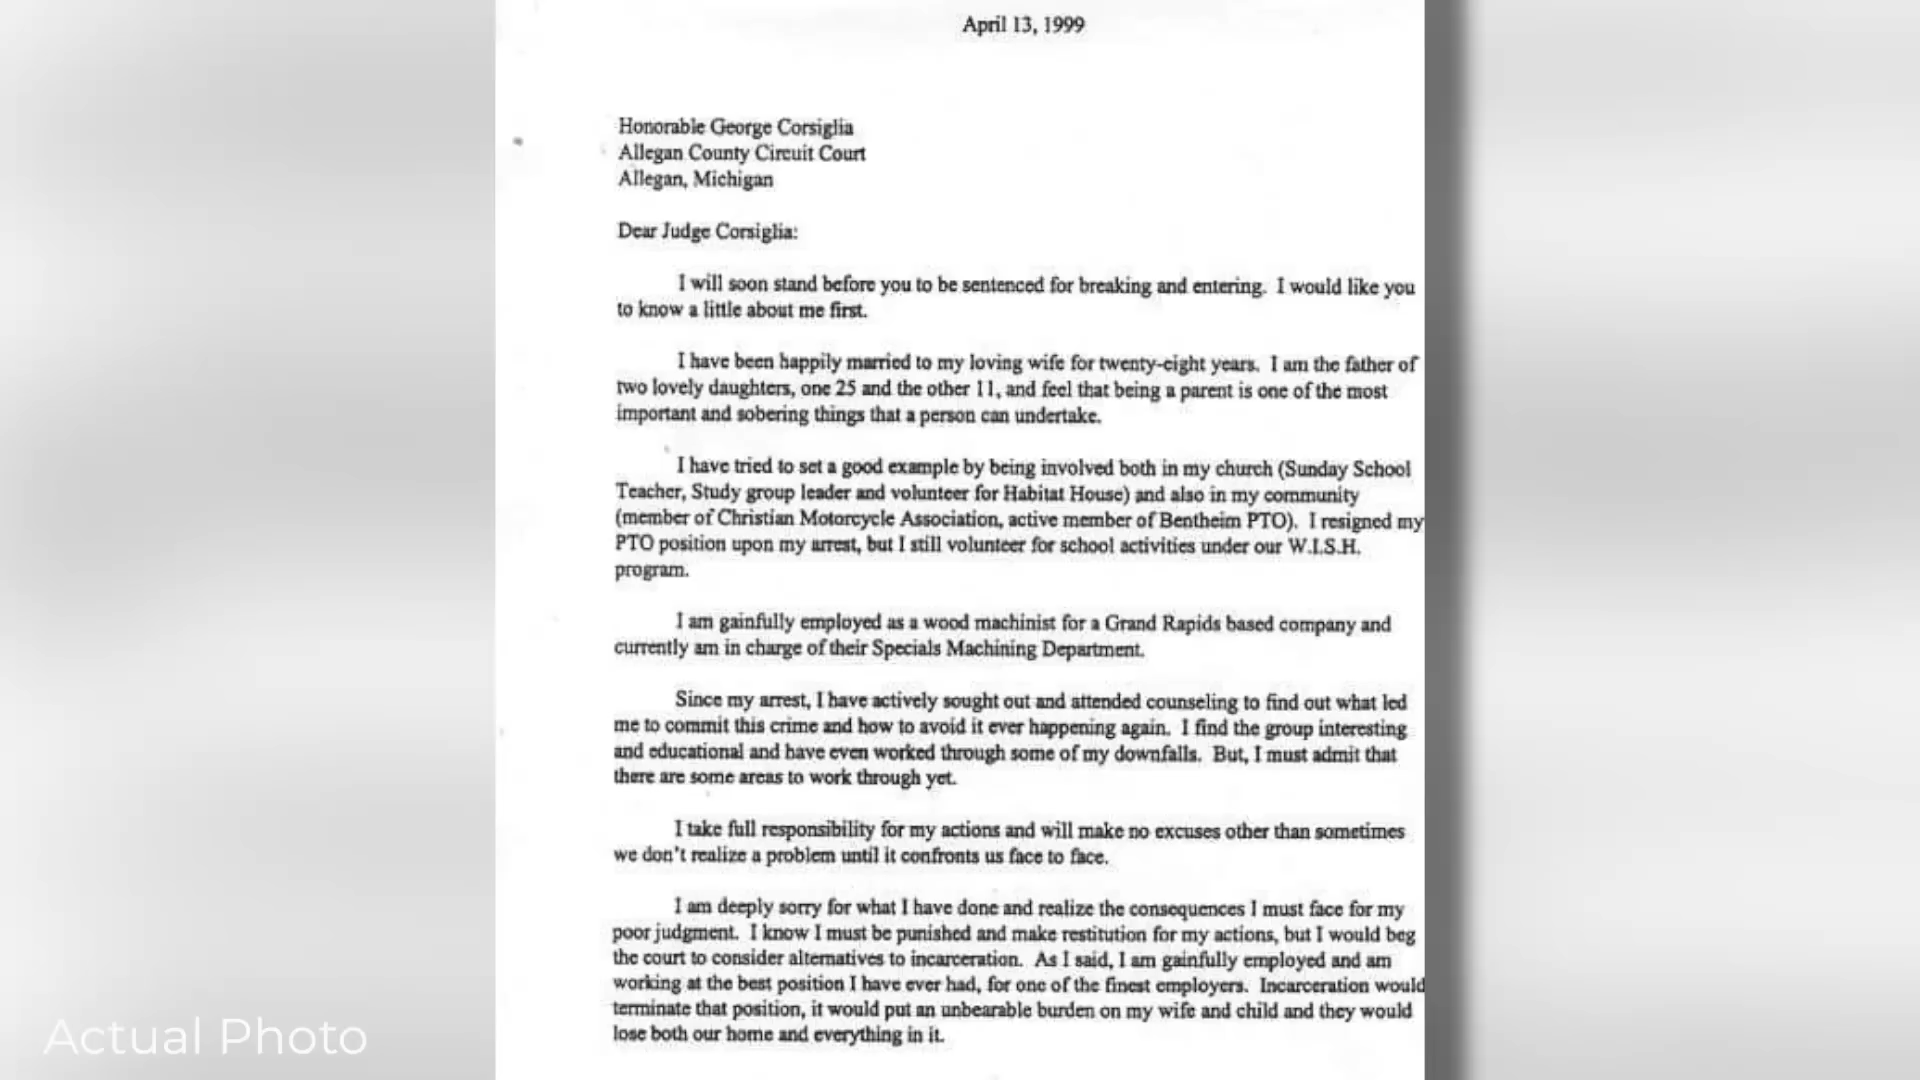 April 13, 1999
Honorable George Corsiglia
Allegan County Circuit Court
Allegan, Michigan
Dear Judge Corsiglia:
I will soon stand before you to be sentenced for breaking and entering. I would like you
to know a little about me first.
I have been happily married to my loving wife for twenty-eight years. I am the father of
two lovely daughters, one 25 and the other 11, and feel that being a parent is one of the most
important and sobering things that a person can undertake.
I have tried to set a good example by being involved both in my church (Sunday School
Teacher, Study group leader and volunteer for Habitat House) and also in my community
(member of Christian Motorcycle Association, active member of Bentheim PTO). I resigned my
PTO position upon my arrest, but I still volunteer for school activities under our W.I.S.H.
program.
I am gainfully employed as a wood machinist for a Grand Rapids based company and
currently am in charge of their Specials Machining Department.
Since my arrest, I have actively sought out and attended counseling to find out what led
me to commit this crime and how to avoid it ever happening again. I find the group interesting
and educational and have even worked through some of my downfalls. But, I must admit that
there are some areas to work through yet.
I take full responsibility for my actions and will make no excuses other than sometimes
we don't realize a problem until it confronts us face to face.
I am deeply sorry for what I have done and realize the consequences I must face for my
poor judgment. I know I must be punished and make restitution for my actions, but I would beg
the court to consider alternatives to incarceration. As I said, I am gainfully employed and am
working at the best position I have ever had, for one of the finest employers. Incarceration would
terminate that position, it would put an unbearable burden on my wife and child and they would
lose both our home and everything in it.
Actual Photo